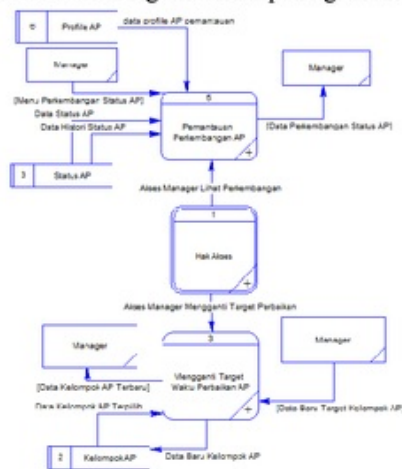 Profile AP
data profile AP pemantauan
Manager
Manager
[Menu Perkembangan Status AP]
Data Status AP
Data Histori Status AP
5
Pemantauan
Perkembangan AP
[Data Perkembangan Status AP]
3 Status AP
Akses Manager Lihat Perkembangan
1
Hak Akses
Akses Manager Mengganti Target Perbaikan
3
Manager
Manager
Mengganti Target
Waktu Perbaikan AP
[Data Kelompok AP Terbaru]
Data Kelompok AP Terpilih
[Data Baru Target Kelompok AP]
2 Kelompok AP
Data Baru Kelompok AP